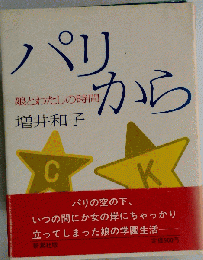 パリから
娘とわたしの時間
増井和子
C
K
パリの空の下、
いつの間にか女の岸にちゃっかり
立ってしまった娘の学園生活——